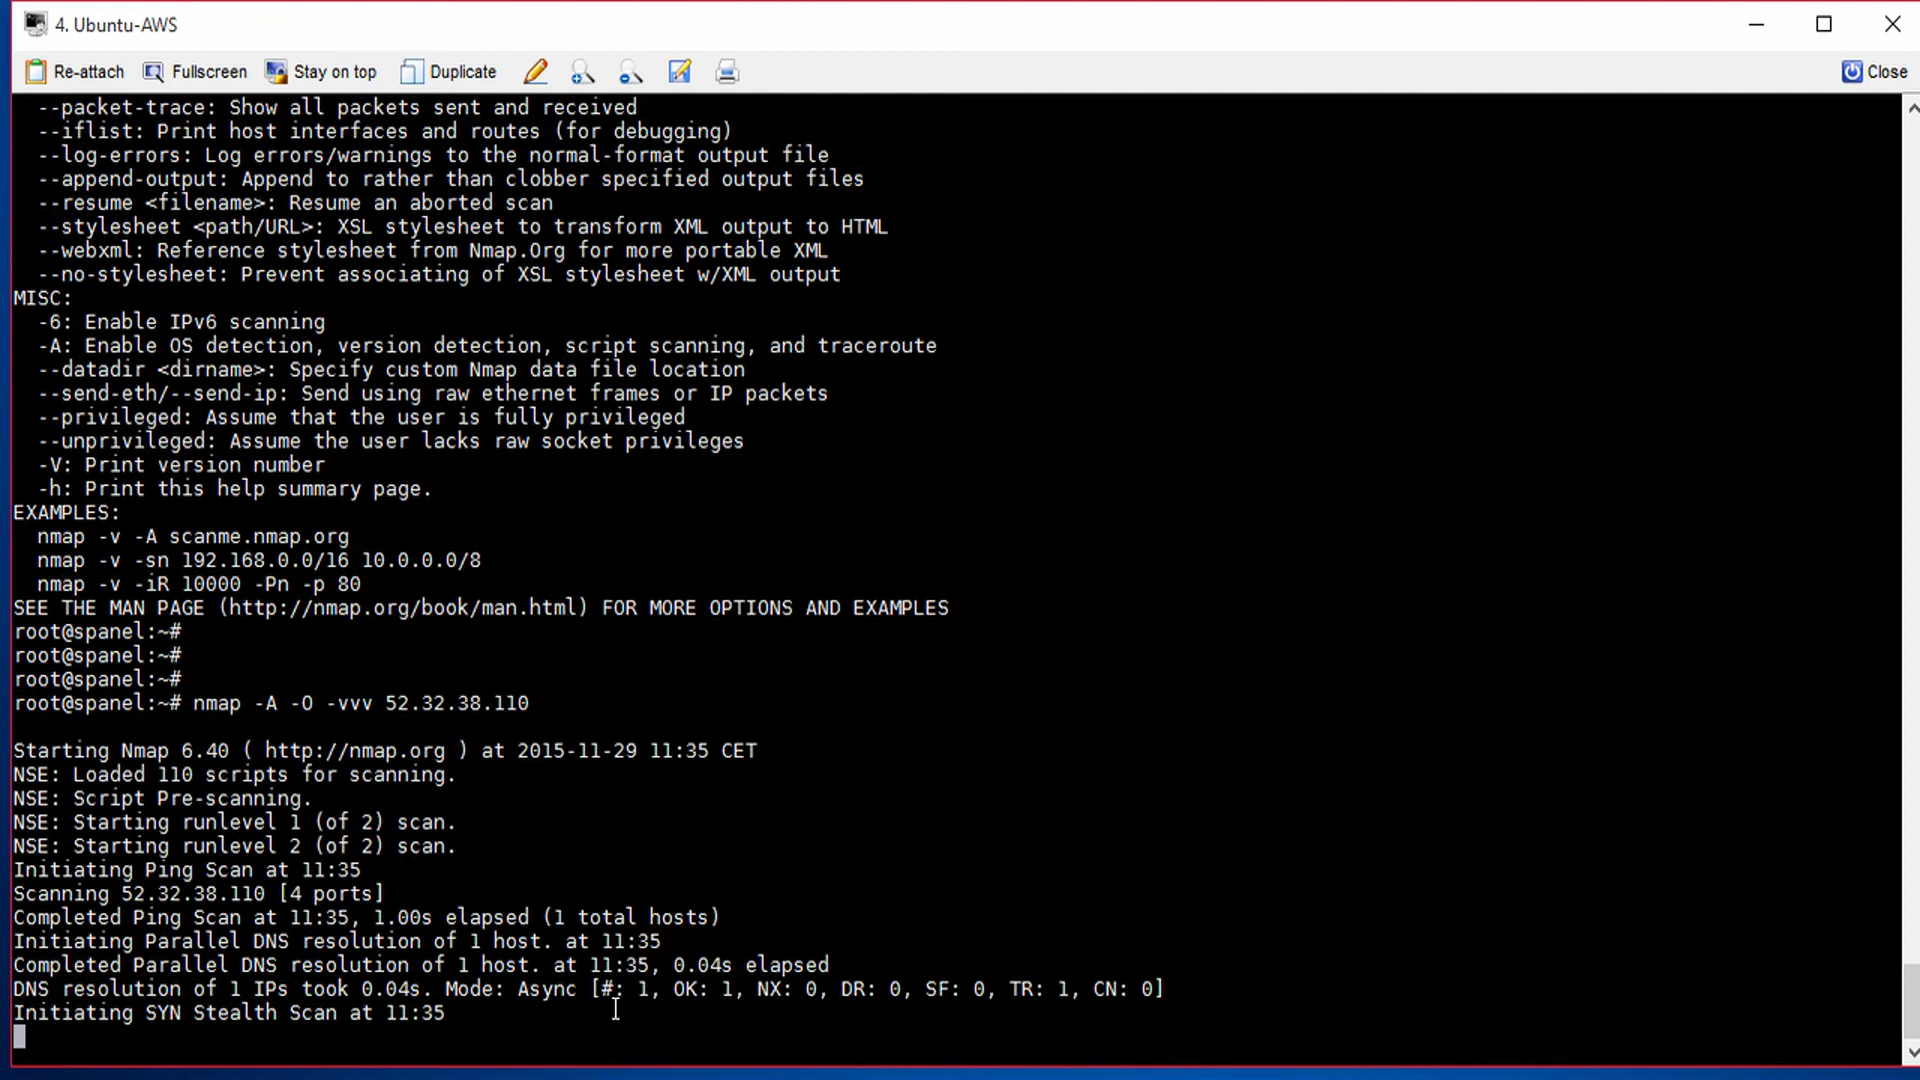 4. Ubuntu-AWS
Re-attach Fullscreen Stay on top Duplicate Close
--packet-trace: Show all packets sent and received
--iflist: Print host interfaces and routes (for debugging)
--log-errors: Log errors/warnings to the normal-format output file
--append-output: Append to rather than clobber specified output files
--resume <filename>: Resume an aborted scan
--stylesheet <path/URL>: XSL stylesheet to transform XML output to HTML
--webxml: Reference stylesheet from Nmap.Org for more portable XML
--no-stylesheet: Prevent associating of XSL stylesheet w/XML output
MISC:
-6: Enable IPv6 scanning
-A: Enable OS detection, version detection, script scanning, and traceroute
--datadir <dirname>: Specify custom Nmap data file location
--send-eth/--send-ip: Send using raw ethernet frames or IP packets
--privileged: Assume that the user is fully privileged
--unprivileged: Assume the user lacks raw socket privileges
-V: Print version number
-h: Print this help summary page.
EXAMPLES:
nmap -v -A scanme.nmap.org
nmap -v -sn 192.168.0.0/16 10.0.0.0/8
nmap -v -iR 10000 -Pn -p 80
SEE THE MAN PAGE (http://nmap.org/book/man.html) FOR MORE OPTIONS AND EXAMPLES
root@spanel:~#
root@spanel:~#
root@spanel:~#
root@spanel:~# nmap -A -O -vvv 52.32.38.110
Starting Nmap 6.40 ( http://nmap.org ) at 2015-11-29 11:35 CET
NSE: Loaded 110 scripts for scanning.
NSE: Script Pre-scanning.
NSE: Starting runlevel 1 (of 2) scan.
NSE: Starting runlevel 2 (of 2) scan.
Initiating Ping Scan at 11:35
Scanning 52.32.38.110 [4 ports]
Completed Ping Scan at 11:35, 1.00s elapsed (1 total hosts)
Initiating Parallel DNS resolution of 1 host. at 11:35
Completed Parallel DNS resolution of 1 host. at 11:35, 0.04s elapsed
DNS resolution of 1 IPs took 0.04s. Mode: Async [#: 1, OK: 1, NX: 0, DR: 0, SF: 0, TR: 1, CN: 0]
Initiating SYN Stealth Scan at 11:35